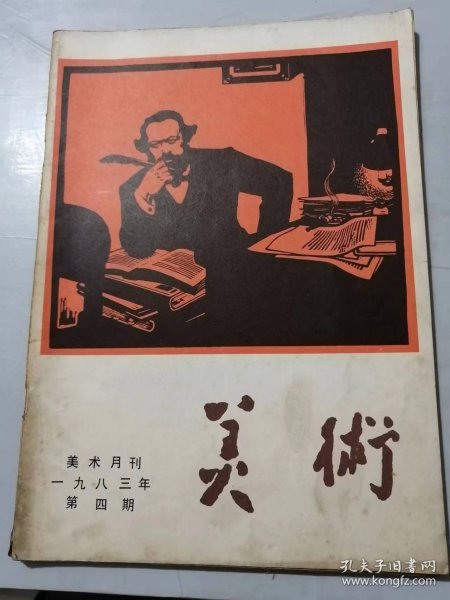 美術
美术月刊
一九八三年
第四期
孔夫子旧书网
www.kongfz.com